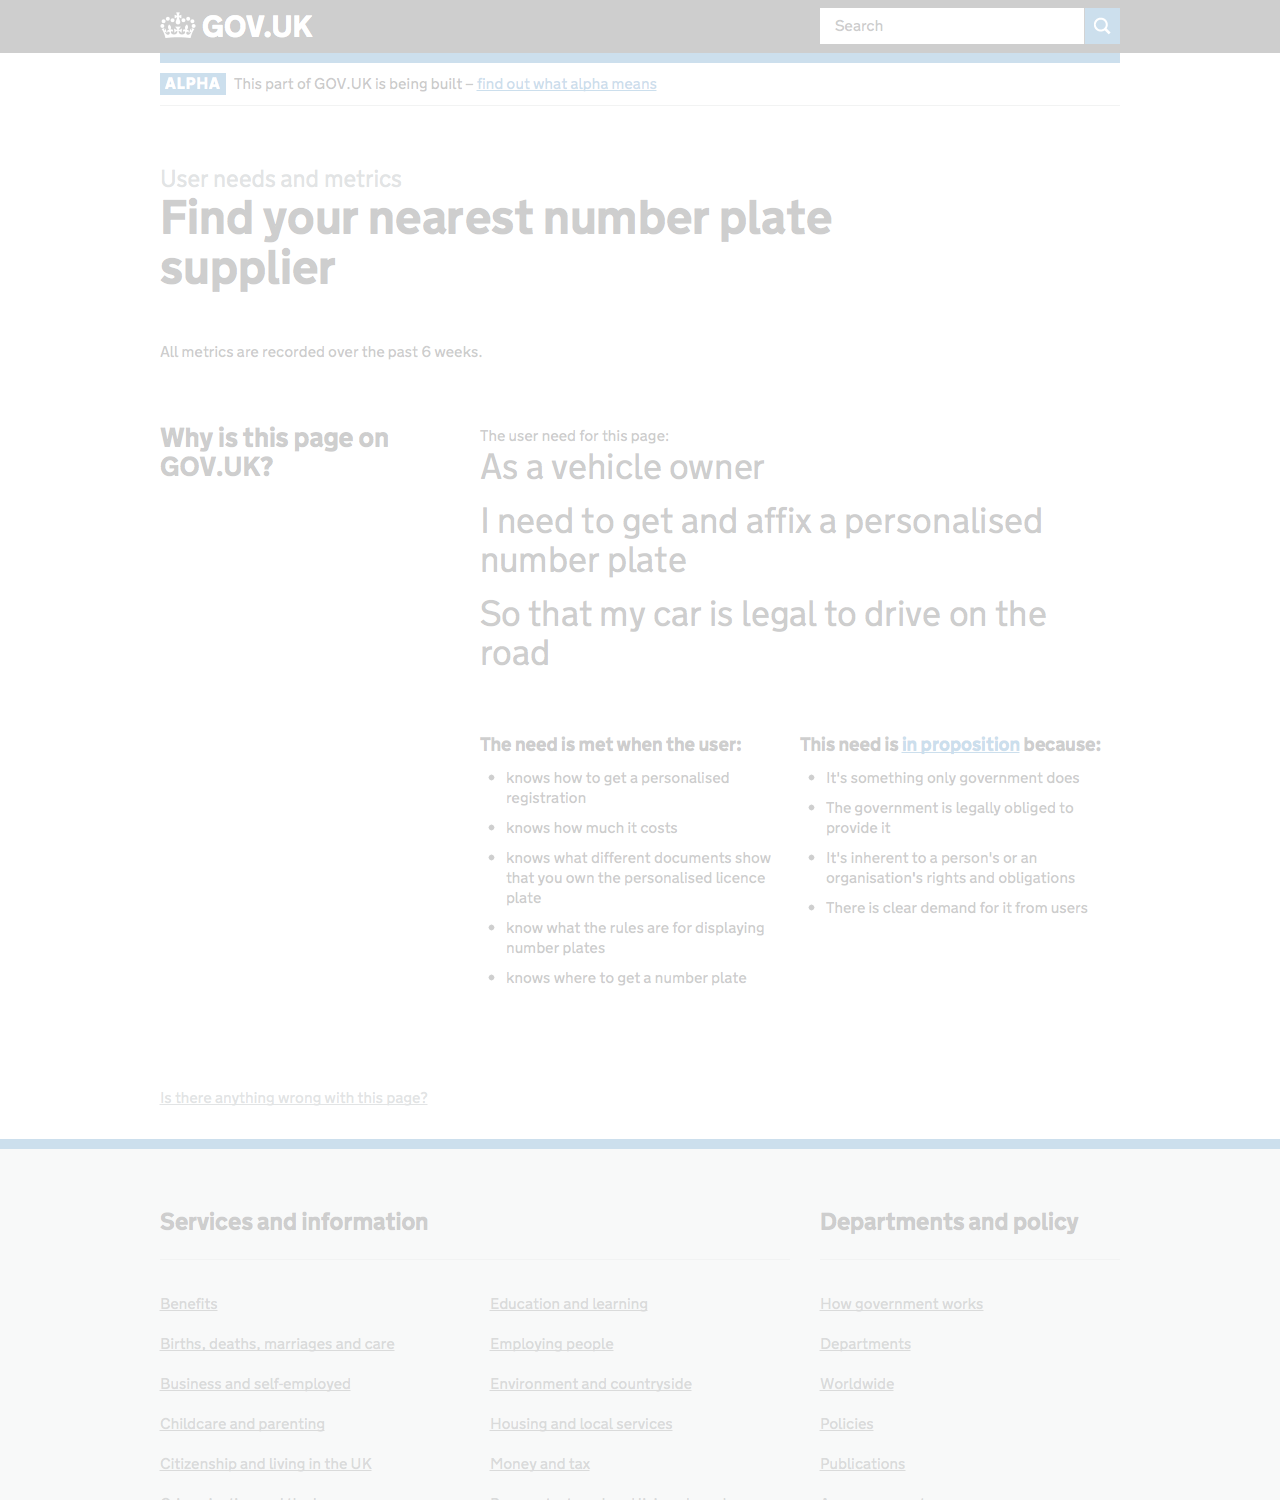 GOV.UK
Search
ALPHA This part of GOV.UK is being built – find out what alpha means
User needs and metrics
Find your nearest number plate
supplier
All metrics are recorded over the past 6 weeks.
Why is this page on
GOV.UK?
The user need for this page:
As a vehicle owner
I need to get and affix a personalised
number plate
So that my car is legal to drive on the
road
The need is met when the user:
• knows how to get a personalised
registration
• knows how much it costs
• knows what different documents show
that you own the personalised licence
plate
• know what the rules are for displaying
number plates
• knows where to get a number plate
This need is in proposition because:
• It's something only government does
• The government is legally obliged to
provide it
• It's inherent to a person's or an
organisation's rights and obligations
• There is clear demand for it from users
Is there anything wrong with this page?
Services and information
Benefits
Births, deaths, marriages and care
Business and self-employed
Childcare and parenting
Citizenship and living in the UK
Education and learning
Employing people
Environment and countryside
Housing and local services
Money and tax
Departments and policy
How government works
Departments
Worldwide
Policies
Publications